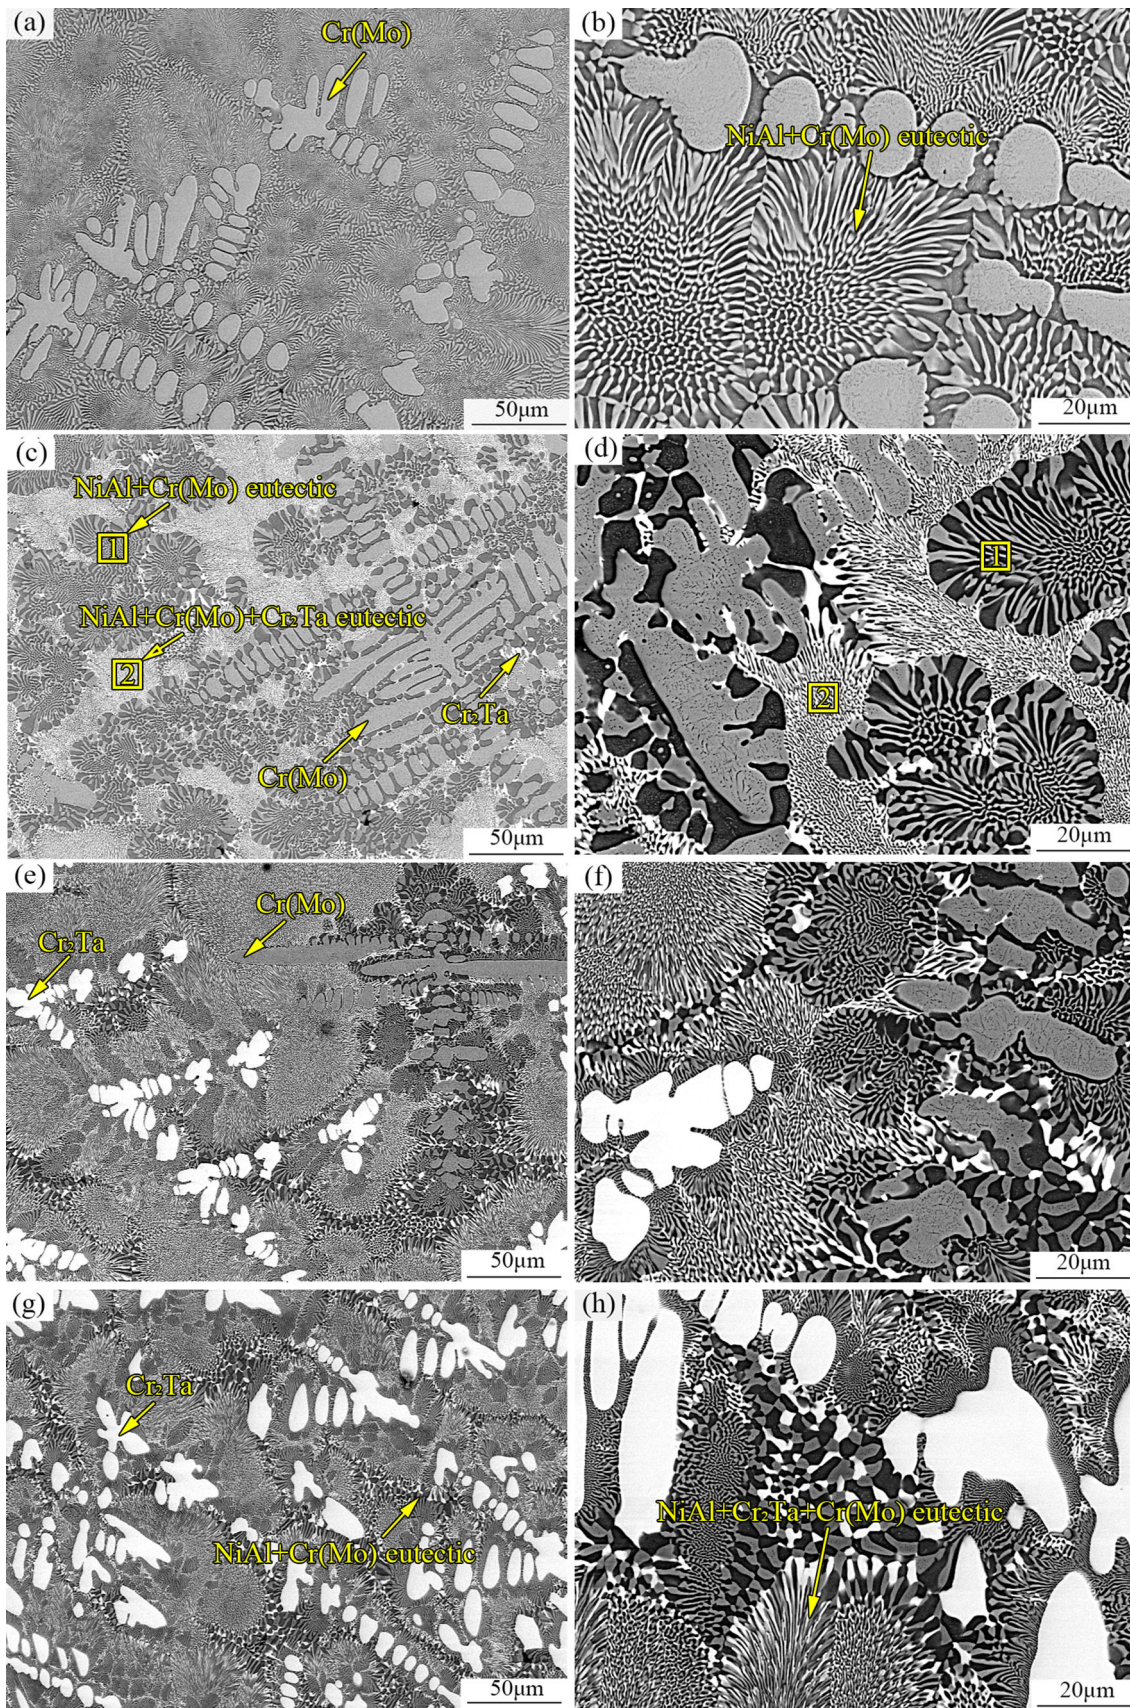 (a)
Cr(Mo)
50μm
(b)
NiAl+Cr(Mo) eutectic
20μm
(c)
NiAl+Cr(Mo) eutectic
1
NiAl+Cr(Mo)+Cr₂Ta eutectic
2
Cr₂Ta
Cr(Mo)
50μm
(d)
1
2
20μm
(e)
Cr(Mo)
Cr₂Ta
50μm
(f)
20μm
(g)
Cr₂Ta
NiAl+Cr(Mo) eutectic
50μm
(h)
NiAl+Cr₂Ta+Cr(Mo) eutectic
20μm